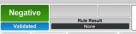 Negative
Rule Result
Validated
None